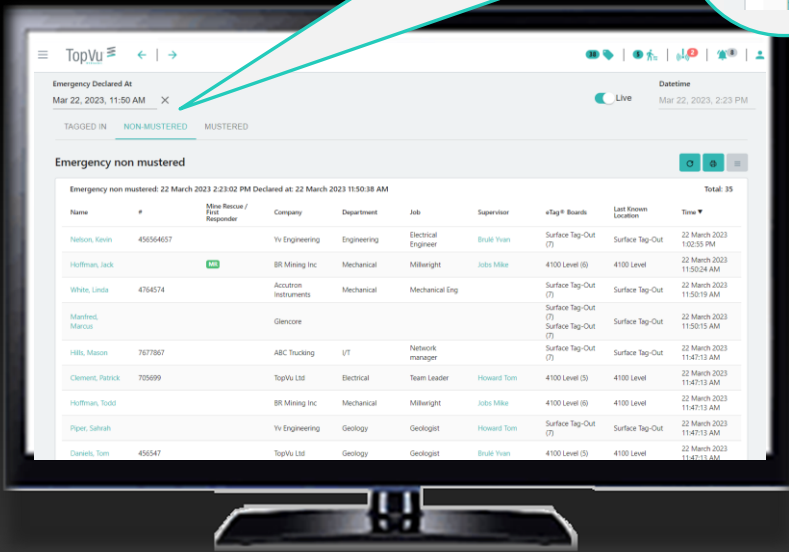 TopVu
38 | 5 | 2 | 8
Emergency Declared At
Mar 22, 2023, 11:50 AM ×
Live
Datetime
Mar 22, 2023, 2:23 PM
TAGGED IN NON-MUSTERED MUSTERED
Emergency non mustered
Emergency non mustered: 22 March 2023 2:23:02 PM Declared at: 22 March 2023 11:50:38 AM Total: 35
Name # Mine Rescue / First Responder Company Department Job Supervisor eTag® Boards Last Known Location Time ▼
Nelson, Kevin 456564657 Yv Engineering Engineering Electrical Engineer Brulé Yvan Surface Tag-Out (7) Surface Tag-Out 22 March 2023 1:02:55 PM
Hoffman, Jack MR BR Mining Inc Mechanical Millwright Jobs Mike 4100 Level (6) 4100 Level 22 March 2023 11:50:24 AM
White, Linda 4764574 Accutron Instruments Mechanical Mechanical Eng Surface Tag-Out (7) Surface Tag-Out 22 March 2023 11:50:19 AM
Manfred, Marcus Glencore Surface Tag-Out (7) Surface Tag-Out (7) Surface Tag-Out 22 March 2023 11:50:15 AM
Hills, Mason 7677867 ABC Trucking I/T Network manager Surface Tag-Out (7) Surface Tag-Out 22 March 2023 11:47:13 AM
Clement, Patrick 705699 TopVu Ltd Electrical Team Leader Howard Tom 4100 Level (5) 4100 Level 22 March 2023 11:47:13 AM
Hoffman, Todd BR Mining Inc Mechanical Millwright Jobs Mike 4100 Level (6) 4100 Level 22 March 2023 11:47:13 AM
Piper, Sahrah Yv Engineering Geology Geologist Howard Tom Surface Tag-Out (7) Surface Tag-Out 22 March 2023 11:47:13 AM
Daniels, Tom 456547 TopVu Ltd Geology Geologist Brulé Yvan 4100 Level (5) 4100 Level 22 March 2023 11:47:13 AM